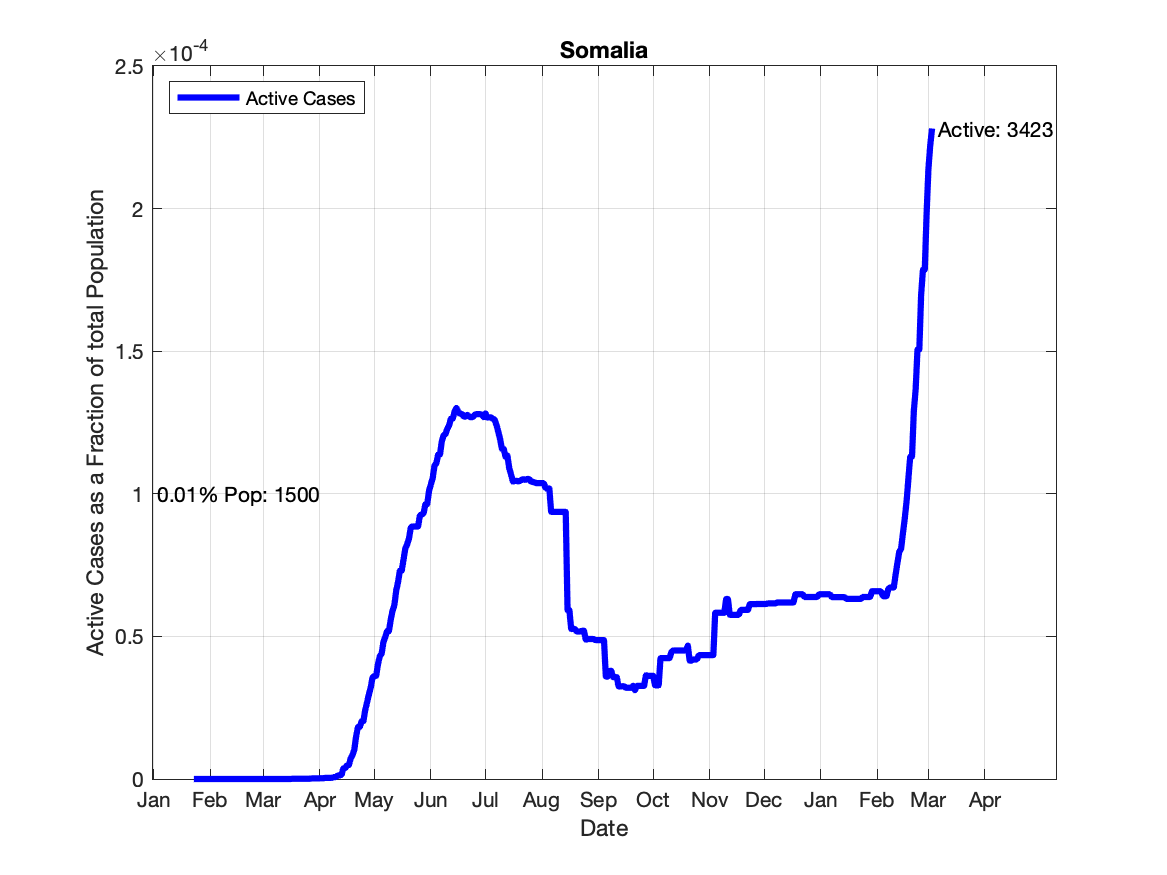 Somalia
×10-4
2.5
2
1.5
1
0.5
0
Active Cases
Active: 3423
0.01% Pop: 1500
Active Cases as a Fraction of total Population
Jan Feb Mar Apr May Jun Jul Aug Sep Oct Nov Dec Jan Feb Mar Apr
Date